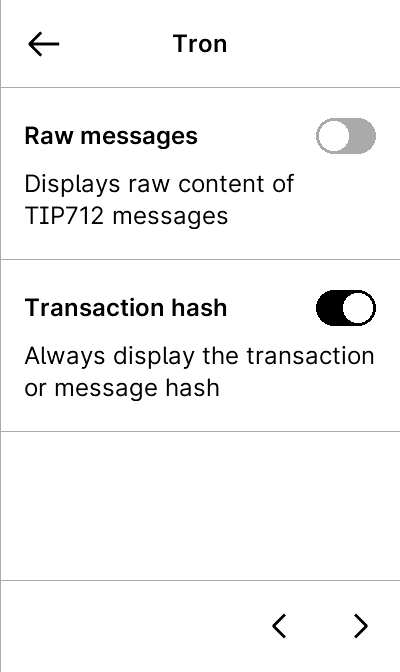 Tron
Raw messages
Displays raw content of
TIP712 messages
Transaction hash
Always display the transaction
or message hash